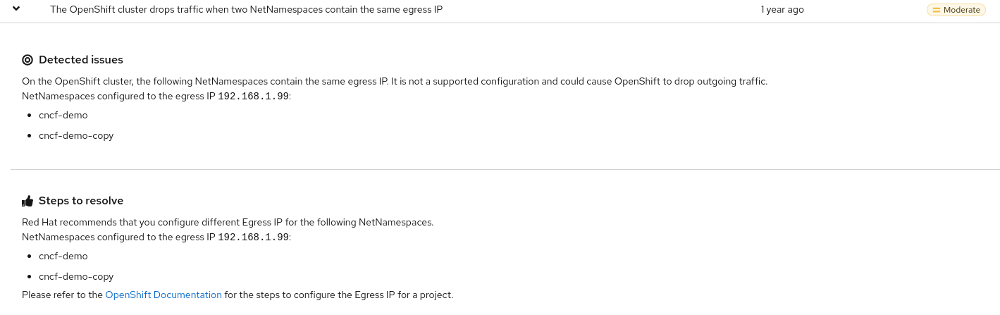 The OpenShift cluster drops traffic when two NetNamespaces contain the same egress IP 1 year ago Moderate
Detected issues
On the OpenShift cluster, the following NetNamespaces contain the same egress IP. It is not a supported configuration and could cause OpenShift to drop outgoing traffic.
NetNamespaces configured to the egress IP 192.168.1.99:
• cncf-demo
• cncf-demo-copy
Steps to resolve
Red Hat recommends that you configure different Egress IP for the following NetNamespaces.
NetNamespaces configured to the egress IP 192.168.1.99:
• cncf-demo
• cncf-demo-copy
Please refer to the OpenShift Documentation for the steps to configure the Egress IP for a project.